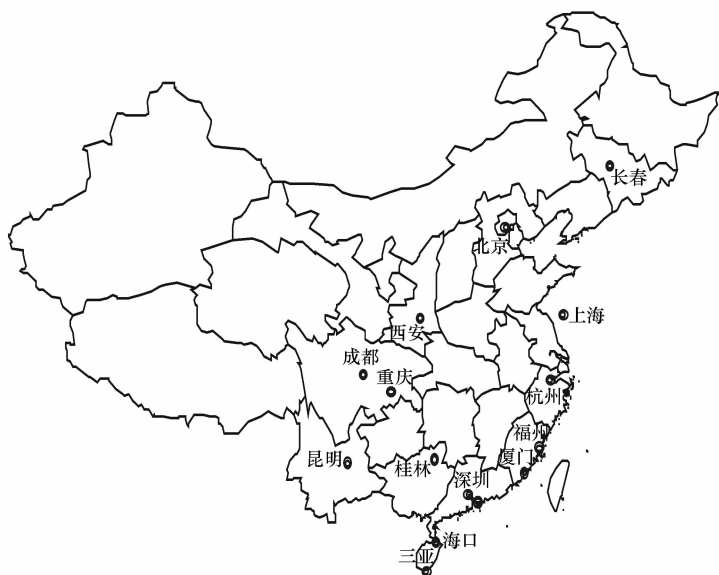 长春
北京
上海
西安
成都
重庆
杭州
福州
昆明
桂林
厦门
深圳
海口
三亚